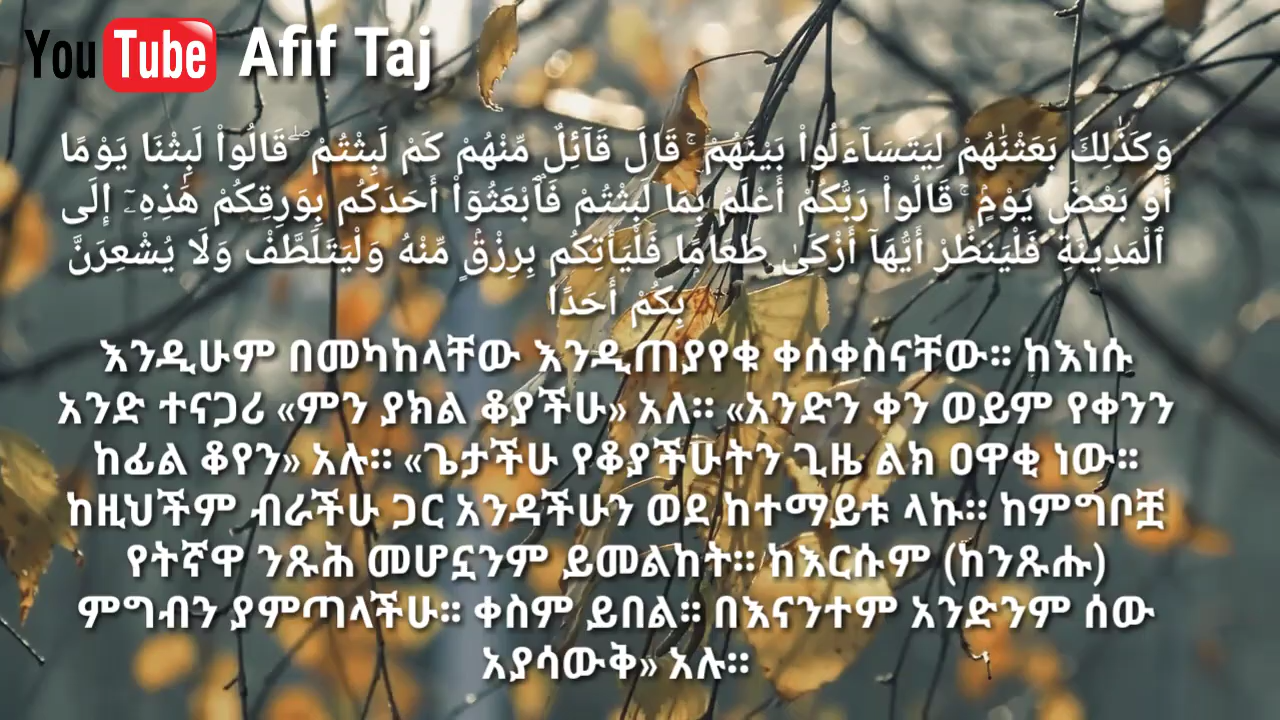 YouTube Afif Taj
وَكَذَٰلِكَ بَعَثْنَٰهُمْ لِيَتَسَآءَلُوا۟ بَيْنَهُمْ ۚ قَالَ قَآئِلٌ مِّنْهُمْ كَمْ لَبِثْتُمْ ۖ قَالُوا۟ لَبِثْنَا يَوْمًا
أَوْ بَعْضَ يَوْمٍ ۚ قَالُوا۟ رَبُّكُمْ أَعْلَمُ بِمَا لَبِثْتُمْ فَٱبْعَثُوٓا۟ أَحَدَكُم بِوَرِقِكُمْ هَٰذِهِۦٓ إِلَى
ٱلْمَدِينَةِ فَلْيَنظُرْ أَيُّهَآ أَزْكَىٰ طَعَامًا فَلْيَأْتِكُم بِرِزْقٍ مِّنْهُ وَلْيَتَلَطَّفْ وَلَا يُشْعِرَنَّ
بِكُمْ أَحَدًا
እንዲሁም በመካከላቸው እንዲጠያየቁ ቀሰቀስናቸው፡፡ ከእነሱ
አንድ ተናጋሪ «ምን ያክል ቆያችሁ» አለ፡፡ «አንድን ቀን ወይም የቀንን
ከፊል ቆየን» አሉ፡፡ «ጌታችሁ የቆያችሁትን ጊዜ ልክ ዐዋቂ ነው፡፡
ከዚህችም ብራችሁ ጋር አንዳችሁን ወደ ከተማይቱ ላኩ፡፡ ከምግቦቿ
የትኛዋ ንጹሕ መሆኗንም ይመልከት፡፡ ከእርሱም (ከንጹሑ)
ምግብን ያምጣላችሁ፡፡ ቀስም ይበል፡፡ በእናንተም አንድንም ሰው
አያሳውቅ» አሉ፡፡